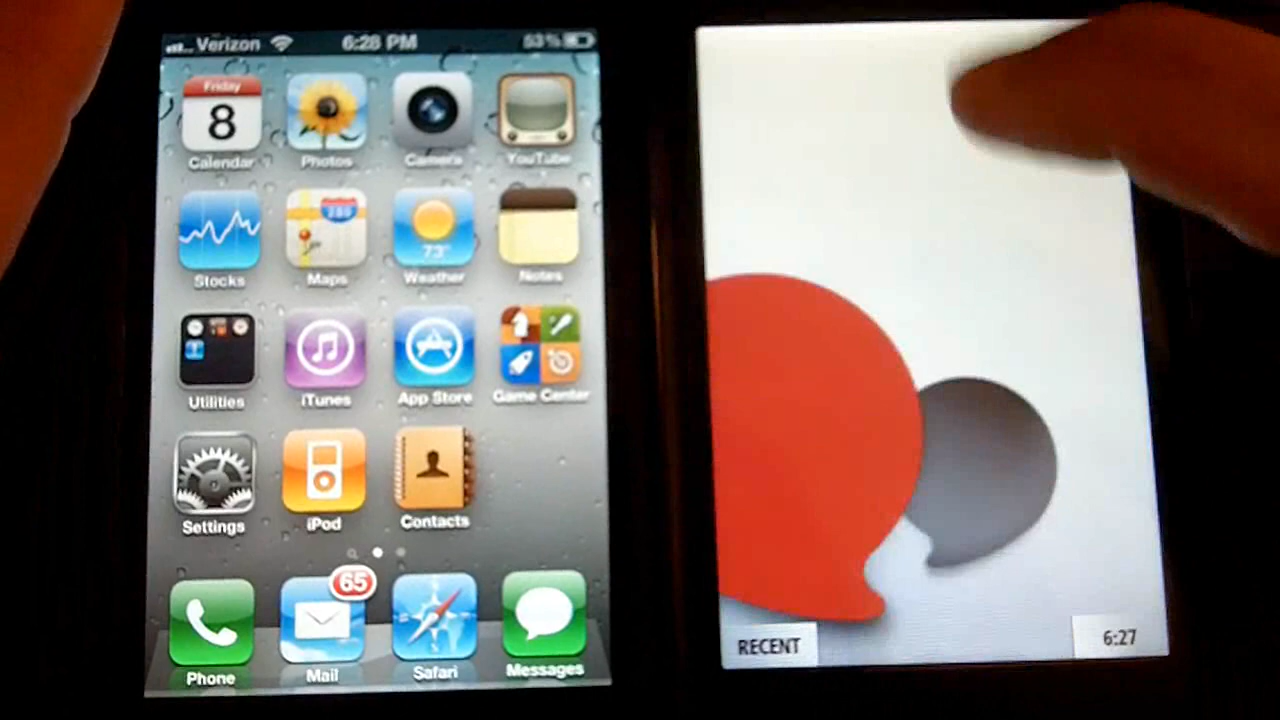 Verizon 6:28 PM 53%
Friday
8
Calendar Photos Camera YouTube
280
73°
Stocks Maps Weather Notes
Utilities iTunes App Store Game Center
Settings iPod Contacts
65
Phone Mail Safari Messages
RECENT 6:27